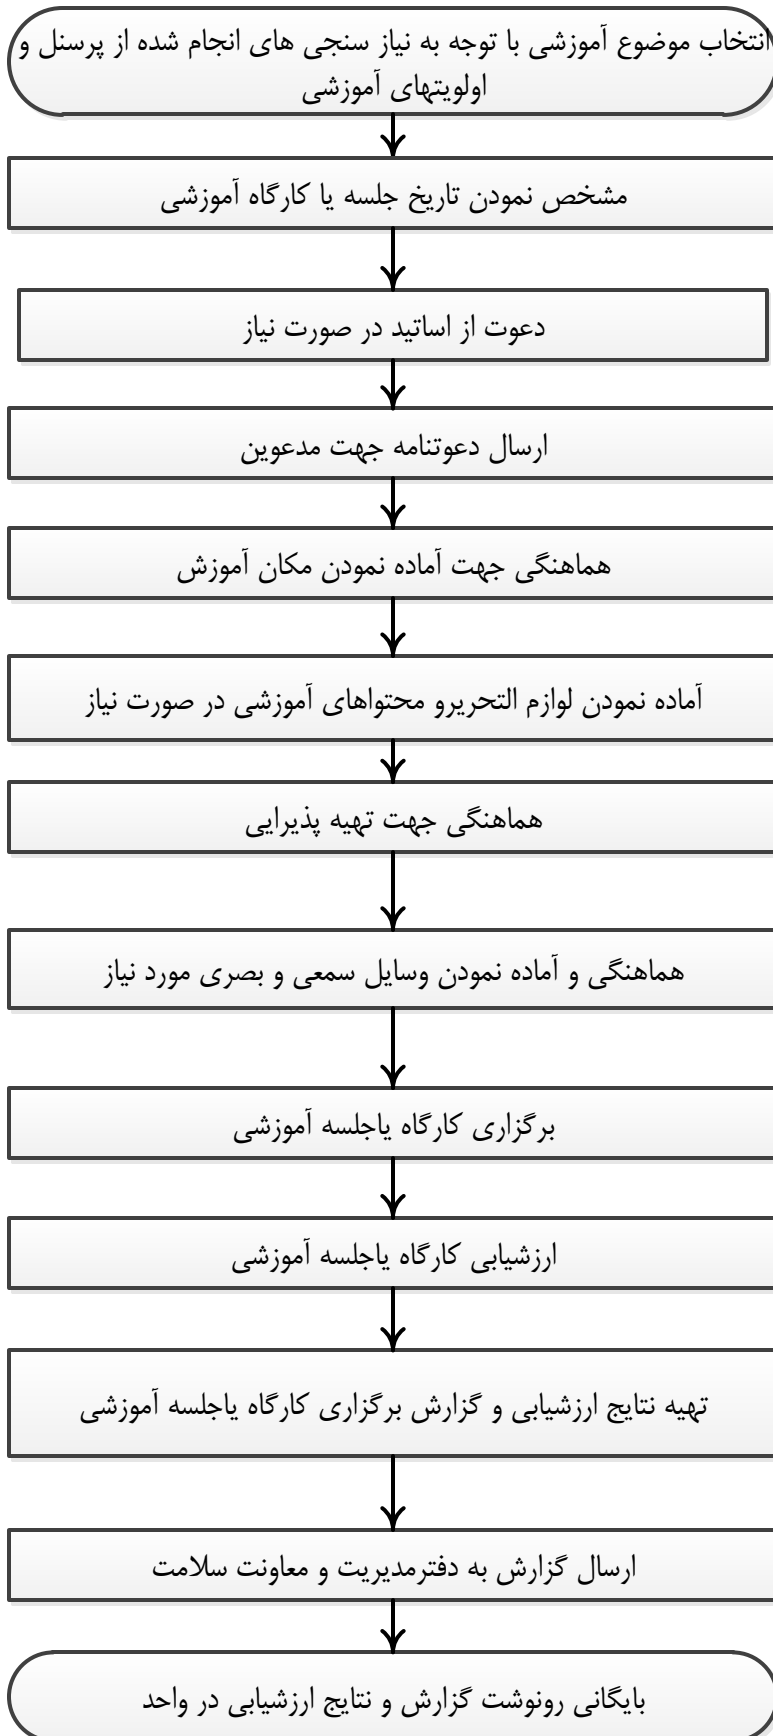 انتخاب موضوع آموزشی با توجه به نیاز سنجی های انجام شده از پرسنل و
اولویتهای آموزشی
مشخص نمودن تاریخ جلسه یا کارگاه آموزشی
دعوت از اساتید در صورت نیاز
ارسال دعوتنامه جهت مدعوین
هماهنگی جهت آماده نمودن مکان آموزش
آماده نمودن لوازم التحریرو محتواهای آموزشی در صورت نیاز
هماهنگی جهت تهیه پذیرایی
هماهنگی و آماده نمودن وسایل سمعی و بصری مورد نیاز
برگزاری کارگاه یاجلسه آموزشی
ارزشیابی کارگاه یاجلسه آموزشی
تهیه نتایج ارزشیابی و گزارش برگزاری کارگاه یاجلسه آموزشی
ارسال گزارش به دفترمدیریت و معاونت سلامت
بایگانی رونوشت گزارش و نتایج ارزشیابی در واحد